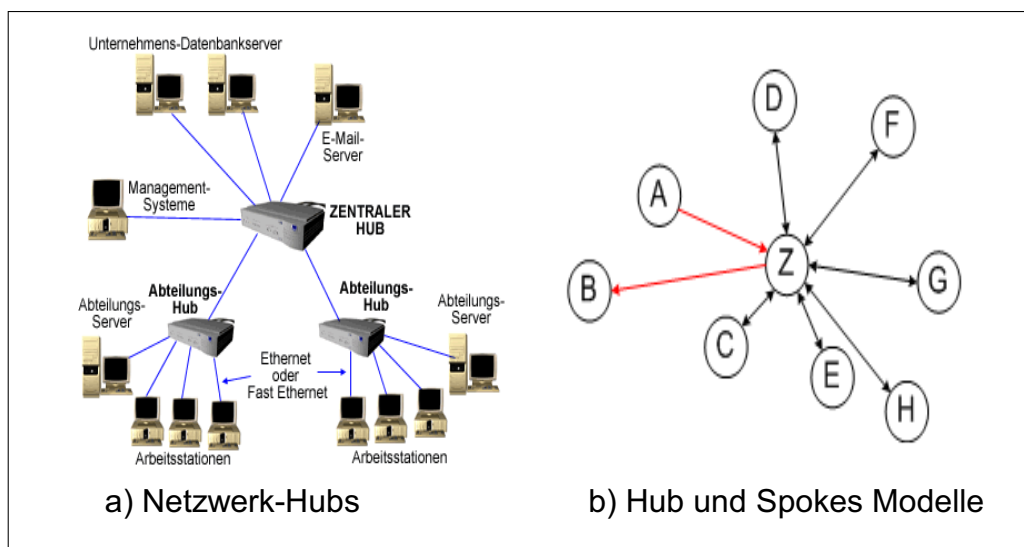 Unternehmens-Datenbankserver
E-Mail-
Server
Management-
Systeme
ZENTRALER
HUB
Abteilungs-
Server
Abteilungs-
Hub
Abteilungs-
Hub
Abteilungs-
Server
Ethernet
oder
Fast Ethernet
Arbeitsstationen
Arbeitsstationen
a) Netzwerk-Hubs
D
F
A
Z
B
G
C
E
H
b) Hub und Spokes Modelle